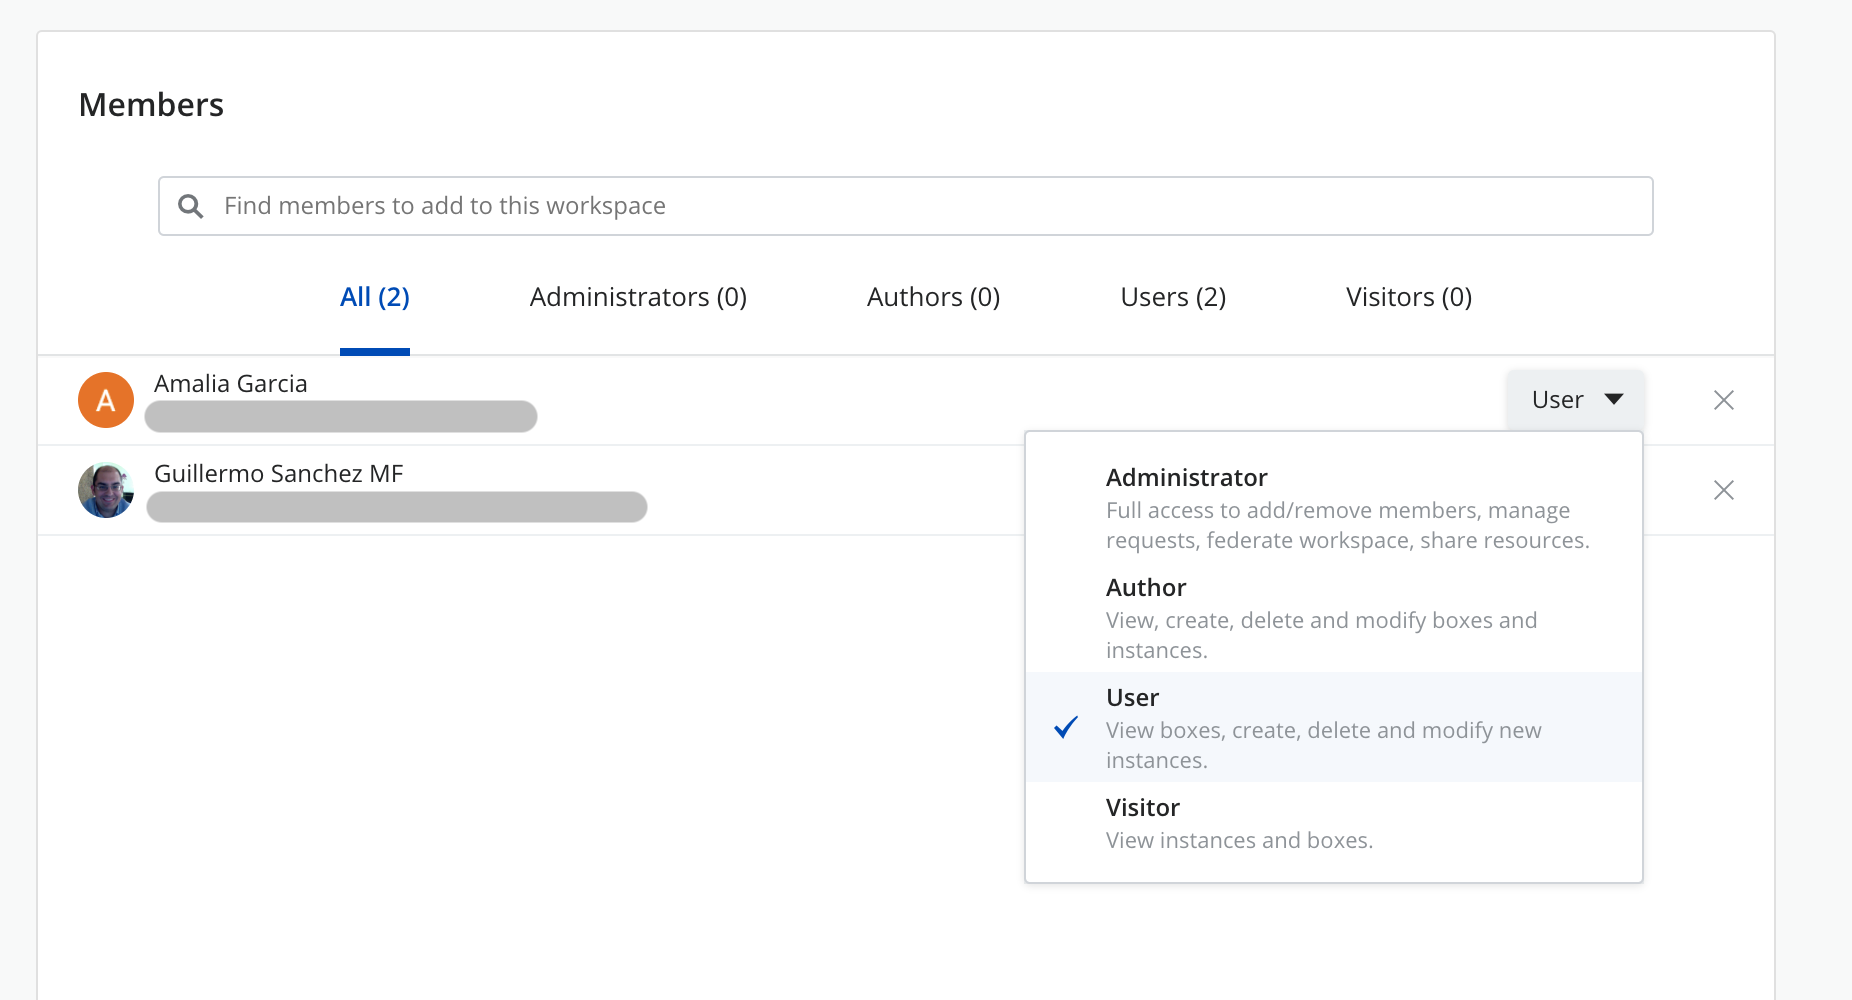 Members
Find members to add to this workspace
All (2)
Administrators (0)
Authors (0)
Users (2)
Visitors (0)
A
Amalia Garcia
User
Guillermo Sanchez MF
Administrator
Full access to add/remove members, manage
requests, federate workspace, share resources.
Author
View, create, delete and modify boxes and
instances.
User
View boxes, create, delete and modify new
instances.
Visitor
View instances and boxes.